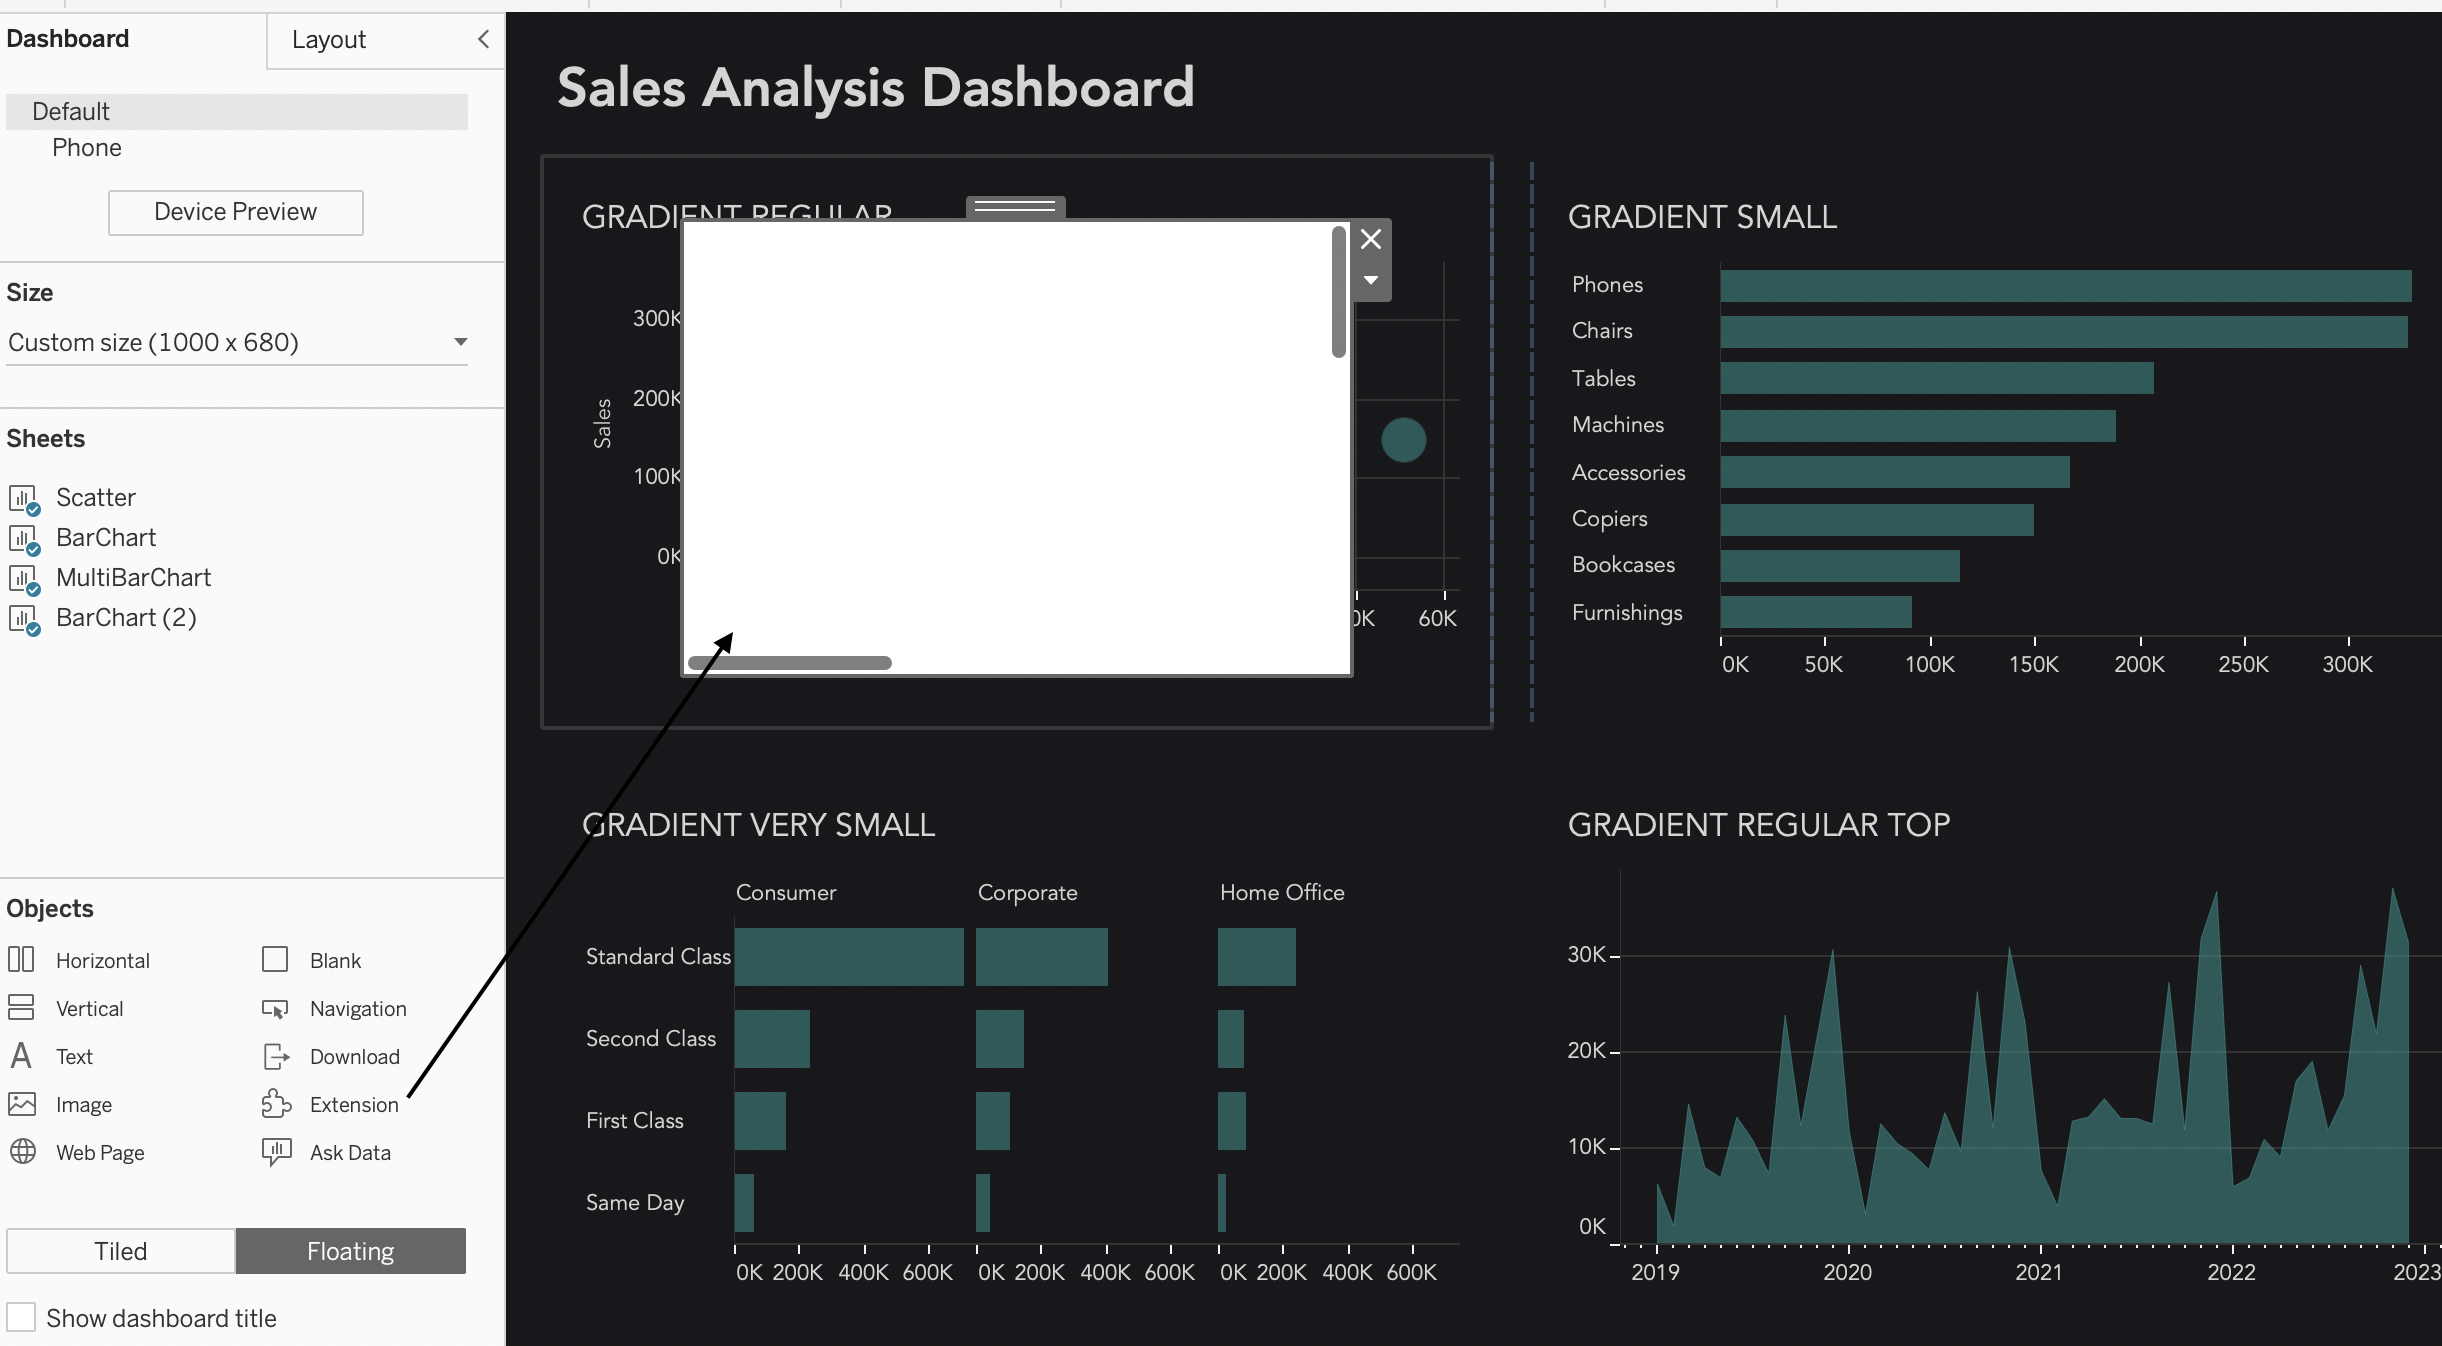 Dashboard
Layout
Default
Phone
Device Preview
Size
Custom size (1000 x 680)
Sheets
Scatter
BarChart
MultiBarChart
BarChart (2)
Objects
Horizontal
Blank
Vertical
Navigation
Text
Download
Image
Extension
Web Page
Ask Data
Tiled
Floating
Show dashboard title
Sales Analysis Dashboard
GRADIENT REGULAR
300K
200K
100K
0K
Sales
0K
60K
GRADIENT SMALL
Phones
Chairs
Tables
Machines
Accessories
Copiers
Bookcases
Furnishings
0K 50K 100K 150K 200K 250K 300K
GRADIENT VERY SMALL
Consumer Corporate Home Office
Standard Class
Second Class
First Class
Same Day
0K 200K 400K 600K 0K 200K 400K 600K 0K 200K 400K 600K
GRADIENT REGULAR TOP
30K
20K
10K
0K
2019 2020 2021 2022 2023